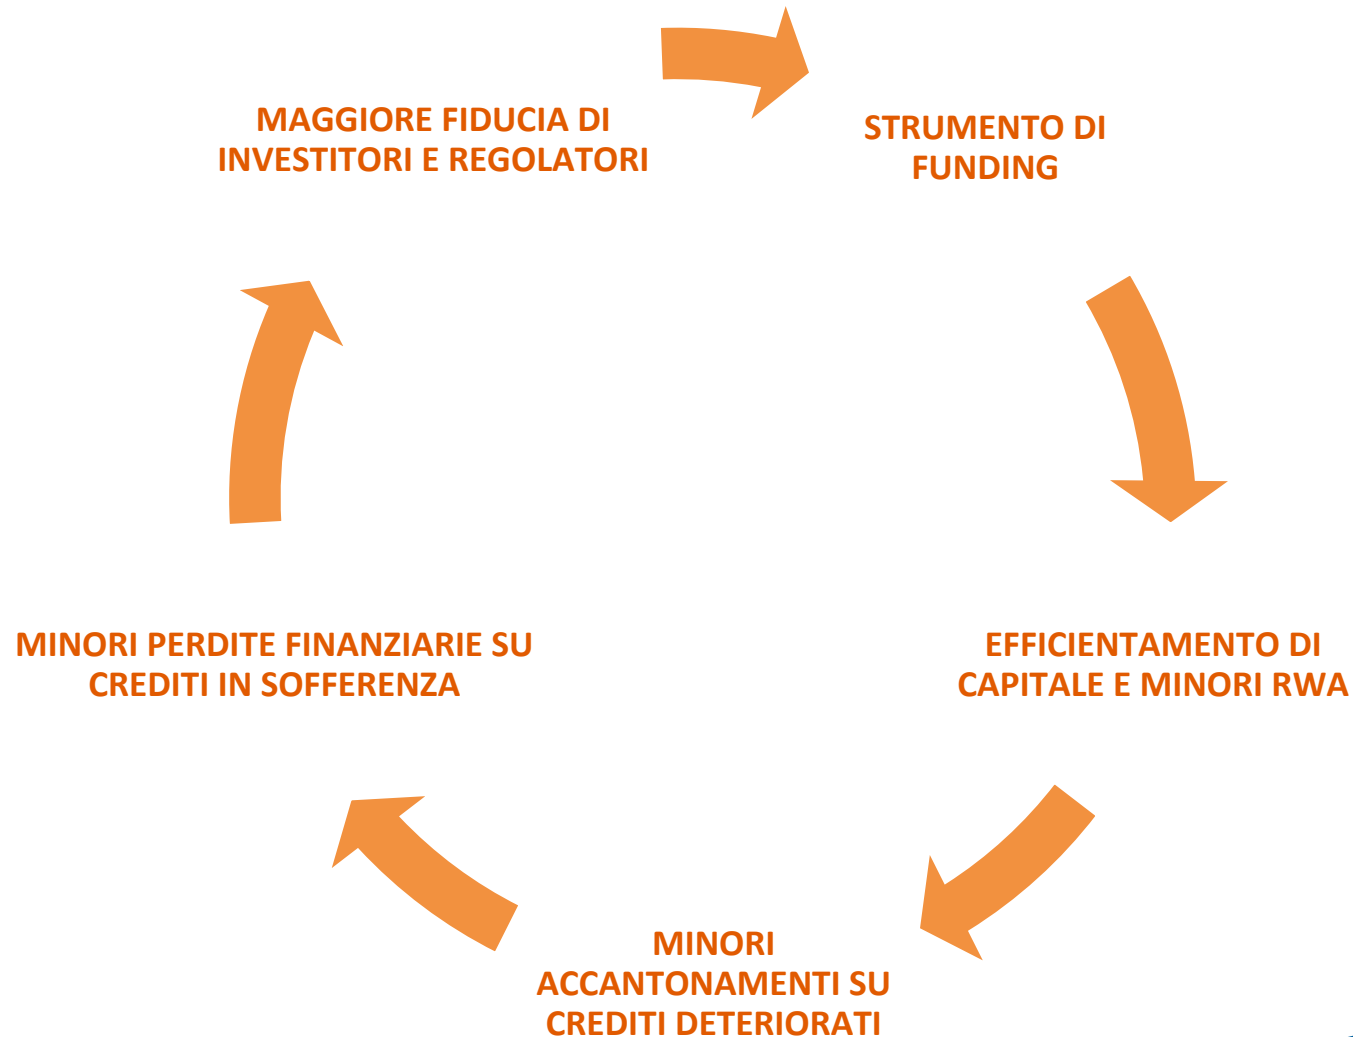 MAGGIORE FIDUCIA DI
INVESTITORI E REGOLATORI
STRUMENTO DI
FUNDING
EFFICIENTAMENTO DI
CAPITALE E MINORI RWA
MINORI
ACCANTONAMENTI SU
CREDITI DETERIORATI
MINORI PERDITE FINANZIARIE SU
CREDITI IN SOFFERENZA